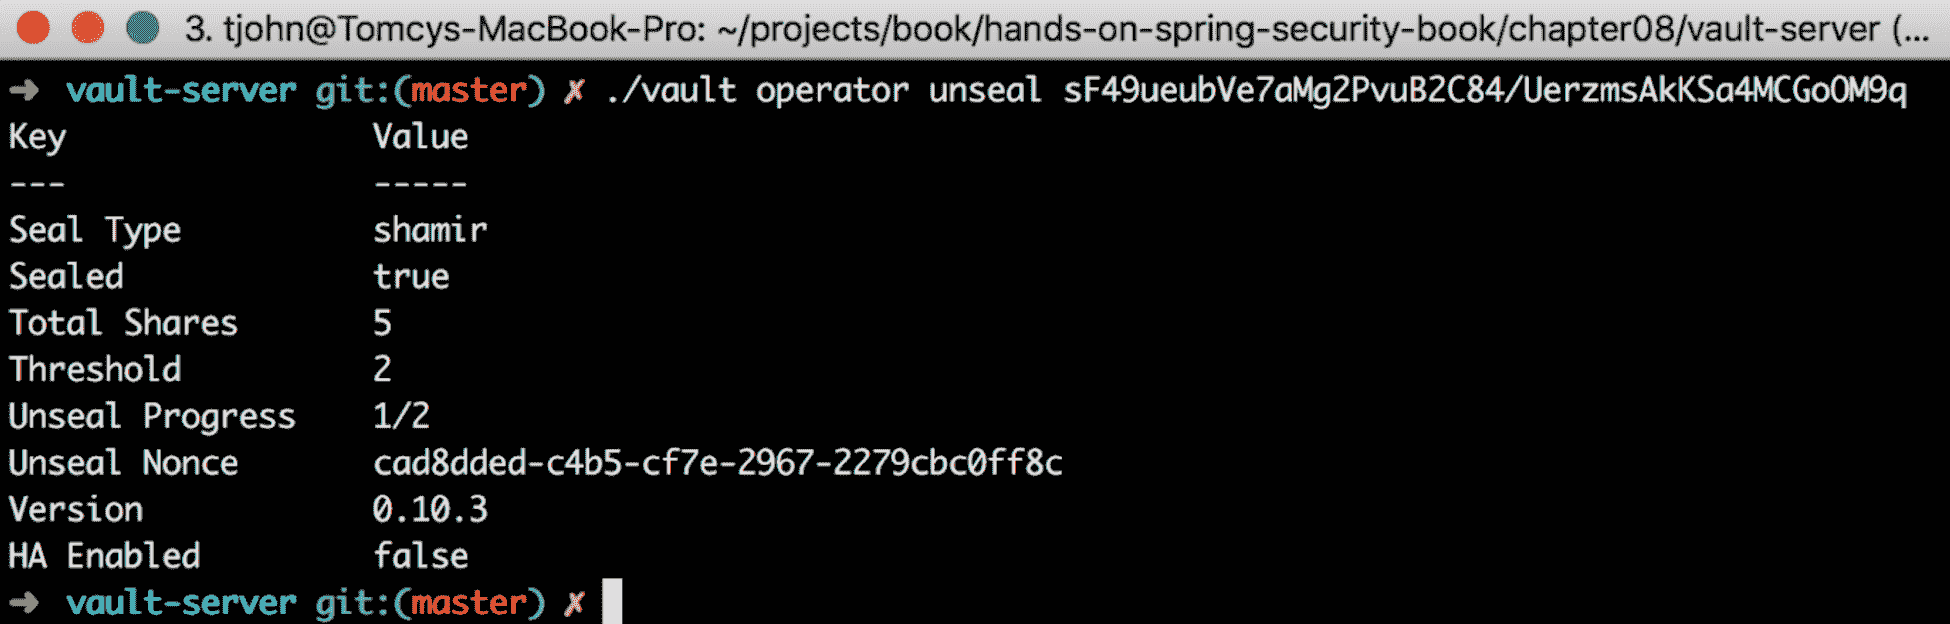 3. tjohn@Tomcys-MacBook-Pro: ~/projects/book/hands-on-spring-security-book/chapter08/vault-server (...
➜ vault-server git:(master) ✗ ./vault operator unseal sF49ueubVe7aMg2PvuB2C84/UerzmsAkKSa4MCGoOM9q
Key Value
--- -----
Seal Type shamir
Sealed true
Total Shares 5
Threshold 2
Unseal Progress 1/2
Unseal Nonce cad8dded-c4b5-cf7e-2967-2279cbc0ff8c
Version 0.10.3
HA Enabled false
➜ vault-server git:(master) ✗